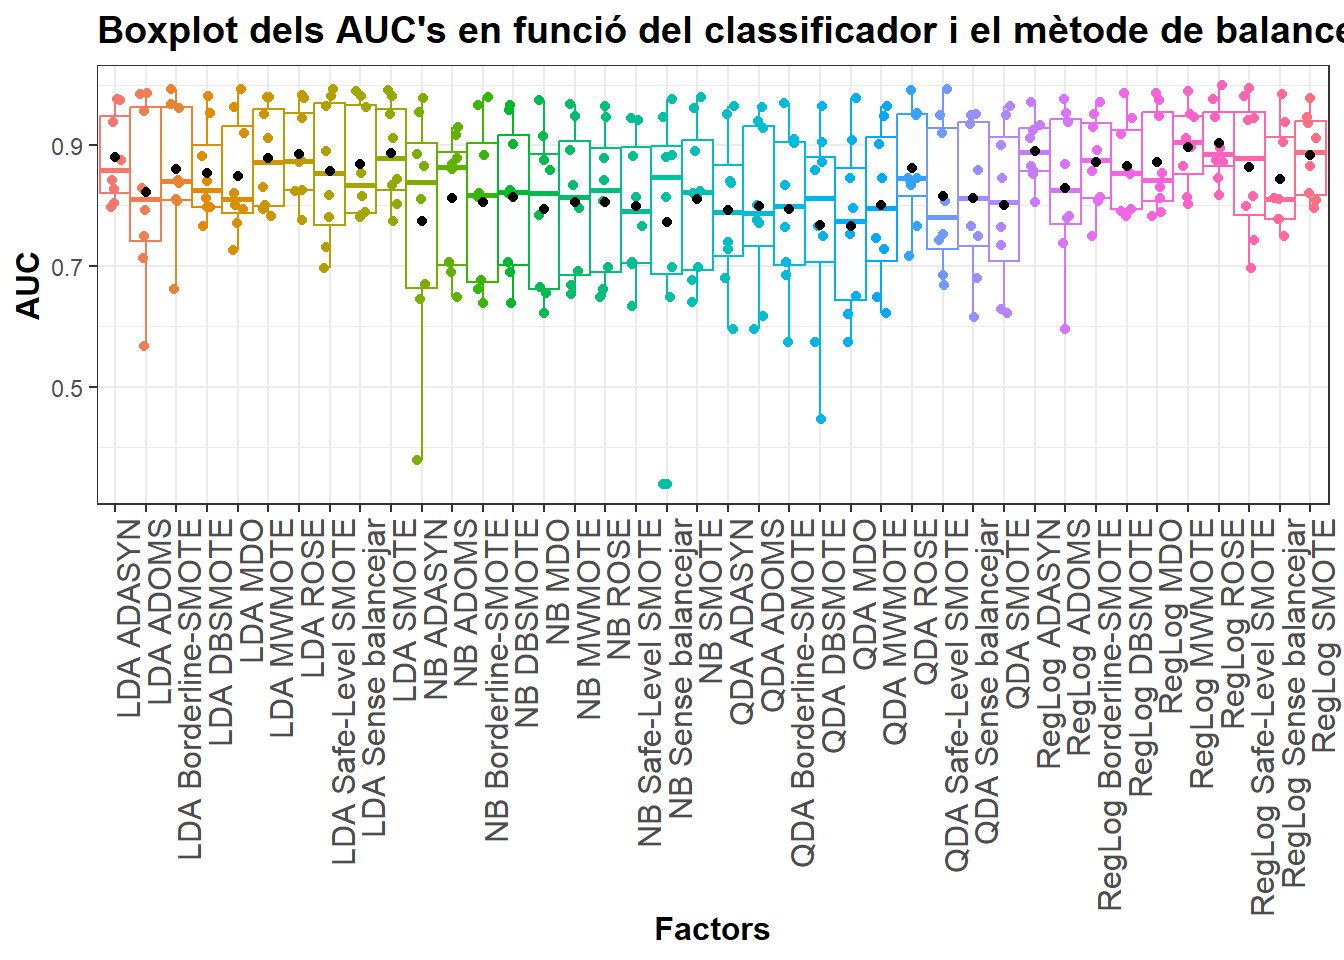 Boxplot dels AUC's en funció del classificador i el mètode de balance
AUC
0.9
0.7
0.5
LDA ADASYN
LDA ADOMS
LDA Borderline-SMOTE
LDA DBSMOTE
LDA MDO
LDA MWMOTE
LDA ROSE
LDA Safe-Level SMOTE
LDA Sense balancejar
LDA SMOTE
NB ADASYN
NB ADOMS
NB Borderline-SMOTE
NB DBSMOTE
NB MDO
NB MWMOTE
NB ROSE
NB Safe-Level SMOTE
NB Sense balancejar
NB SMOTE
QDA ADASYN
QDA ADOMS
QDA Borderline-SMOTE
QDA DBSMOTE
QDA MDO
QDA MWMOTE
QDA ROSE
QDA Safe-Level SMOTE
QDA Sense balancejar
QDA SMOTE
RegLog ADASYN
RegLog ADOMS
RegLog Borderline-SMOTE
RegLog DBSMOTE
RegLog MDO
RegLog MWMOTE
RegLog ROSE
RegLog Safe-Level SMOTE
RegLog Sense balancejar
RegLog SMOTE
Factors